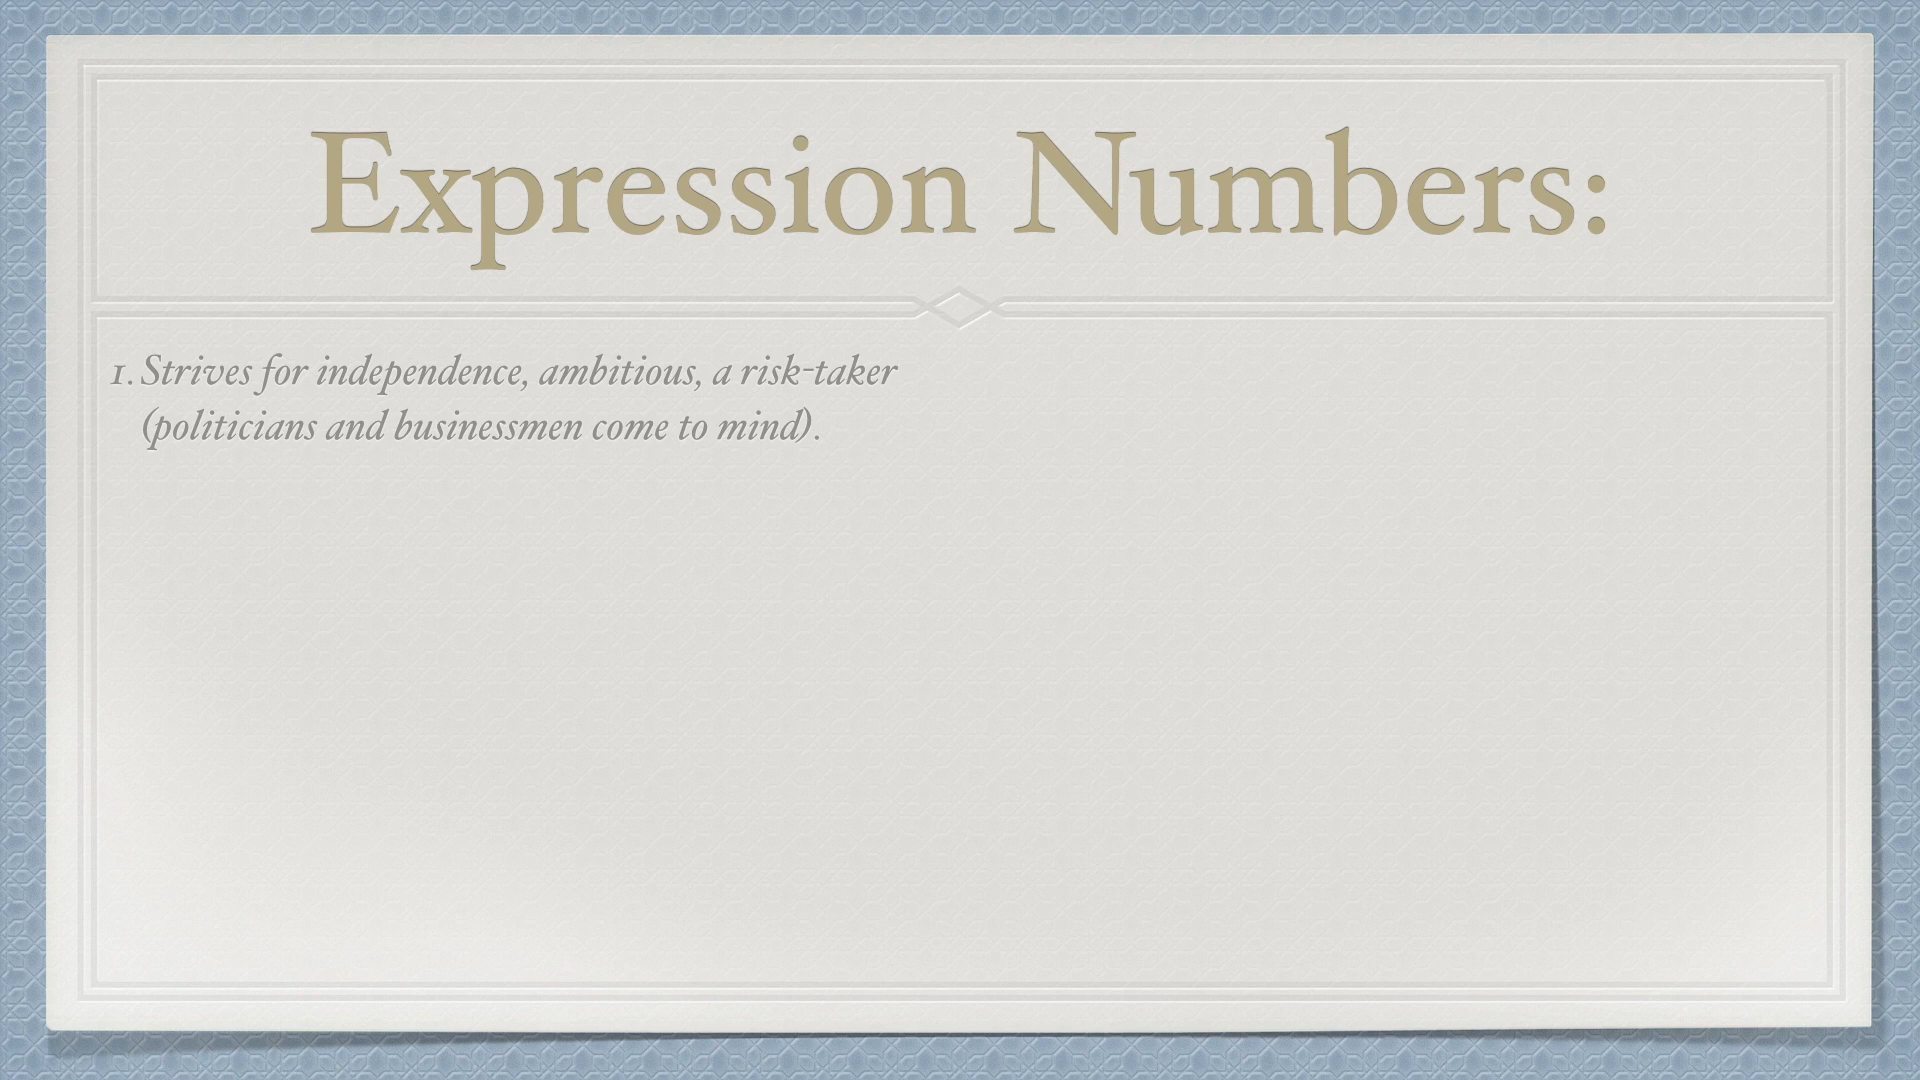 Expression Numbers:
1. Strives for independence, ambitious, a risk-taker
(politicians and businessmen come to mind).